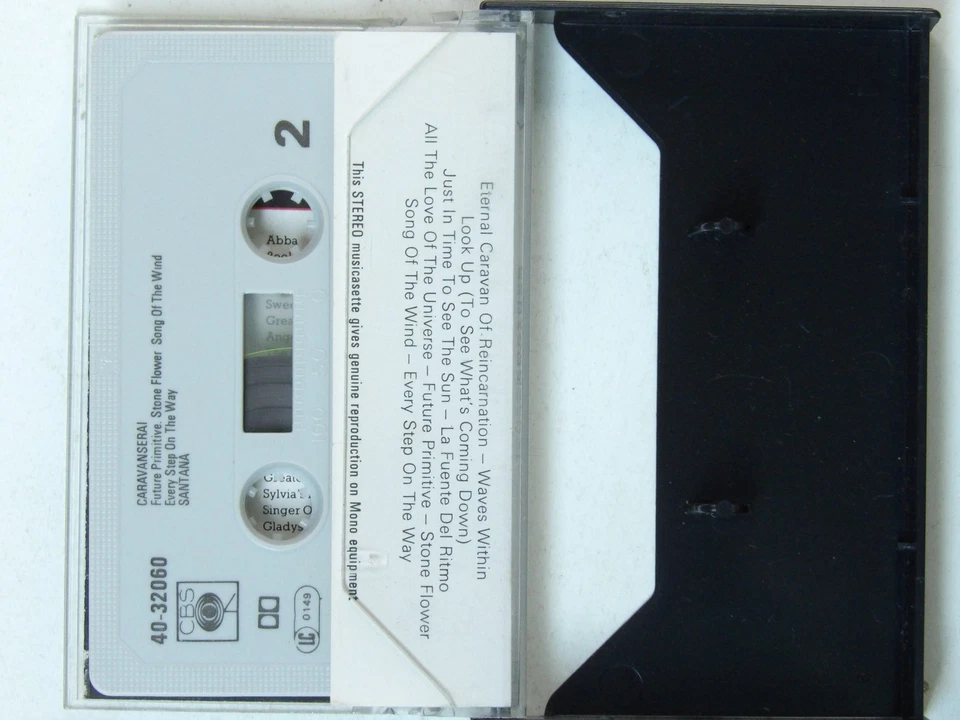 2
CARAVANSERAI
Future Primitive. Stone Flower Song Of The Wind
Every Step On The Way
SANTANA
40-32060
CBS
0149
Abba
Great
Sylvia's
Singer O
Gladys
Eternal Caravan Of Reincarnation – Waves Within
Look Up (To See What's Coming Down)
Just In Time To See The Sun – La Fuente Del Ritmo
All The Love Of The Universe – Future Primitive – Stone Flower
Song Of The Wind – Every Step On The Way
This STEREO musicasette gives genuine reproduction on Mono equipment